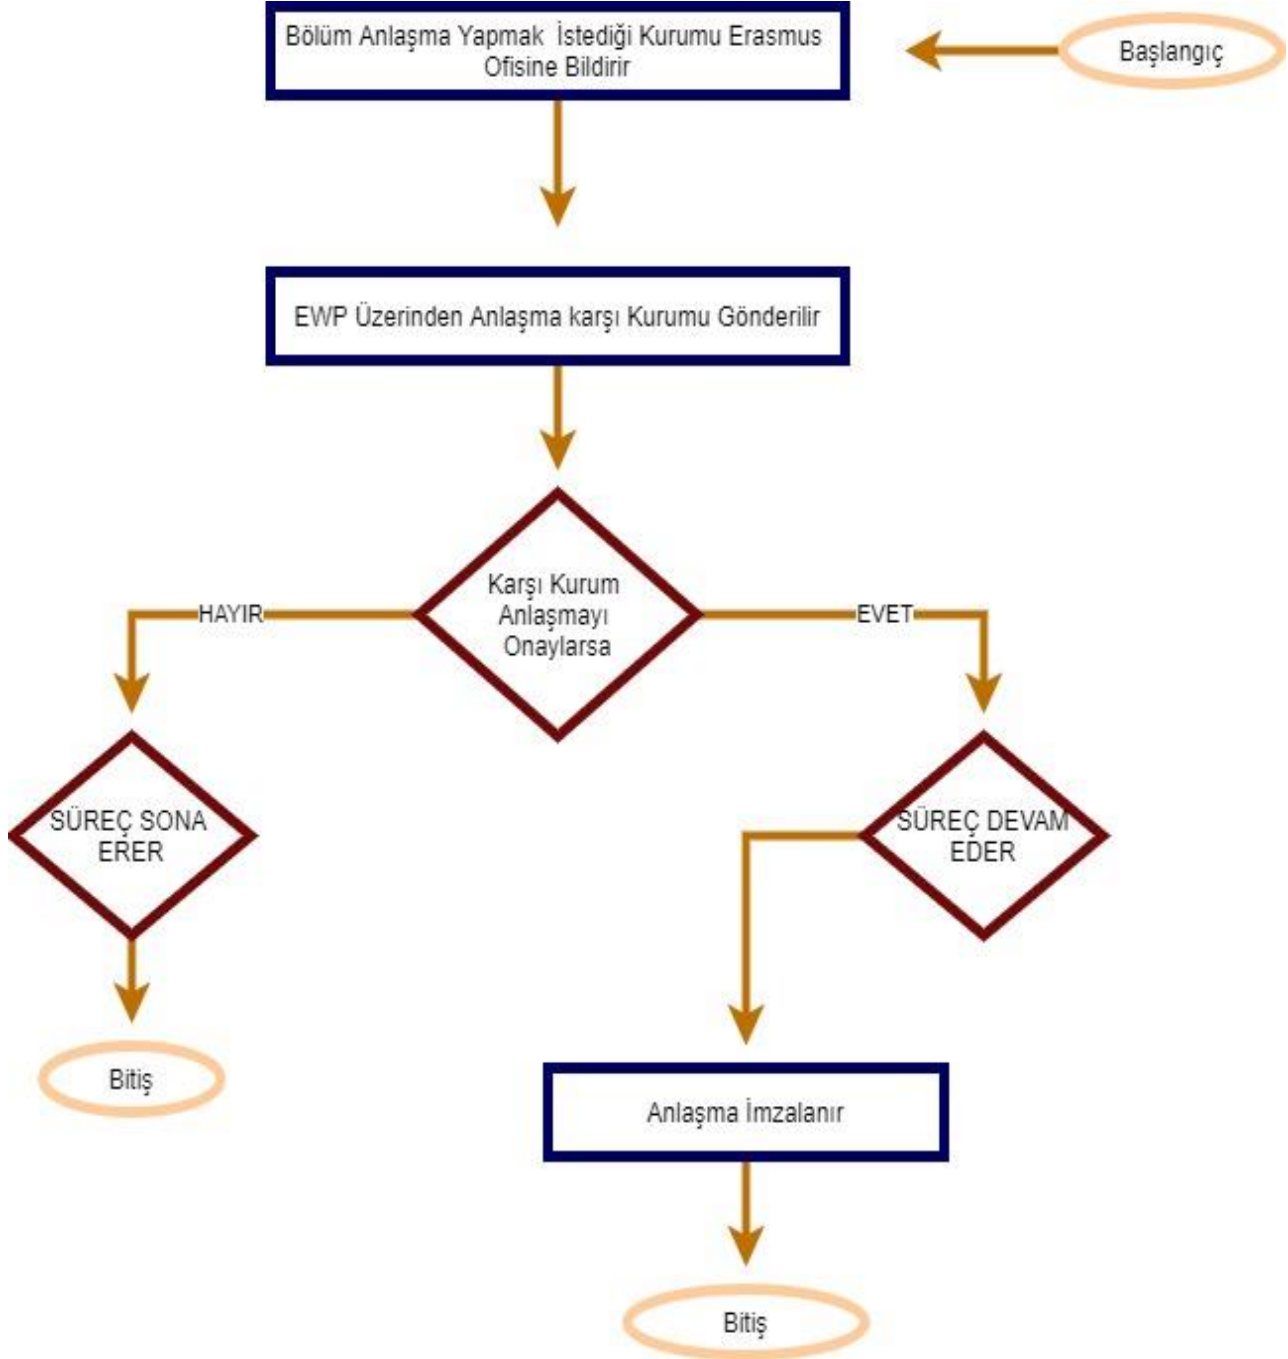 Başlangıç
Bölüm Anlaşma Yapmak İstediği Kurumu Erasmus
Ofisine Bildirir
EWP Üzerinden Anlaşma karşı Kurumu Gönderilir
Karşı Kurum
Anlaşmayı
Onaylarsa
HAYIR
EVET
SÜREÇ SONA
ERER
SÜREÇ DEVAM
EDER
Bitiş
Anlaşma İmzalanır
Bitiş